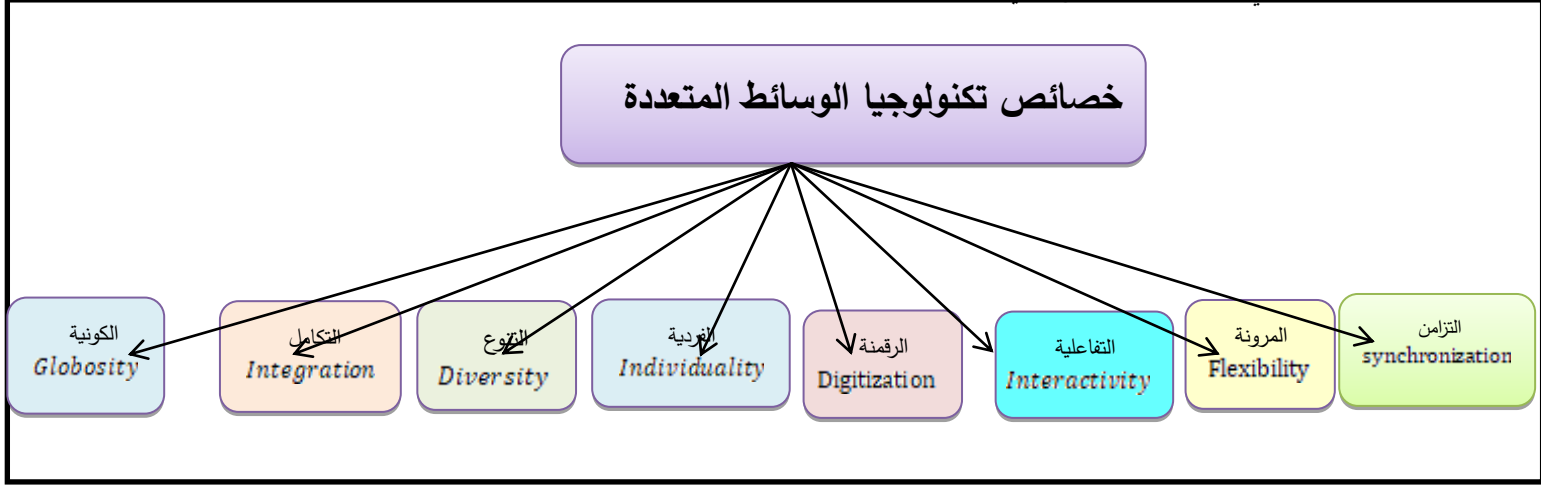 خصائص تكنولوجيا الوسائط المتعددة
التزامن
synchronization
المرونة
Flexibility
التفاعلية
Interactivity
الرقمنة
Digitization
الفردية
Individuality
التنوع
Diversity
التكامل
Integration
الكونية
Globosity